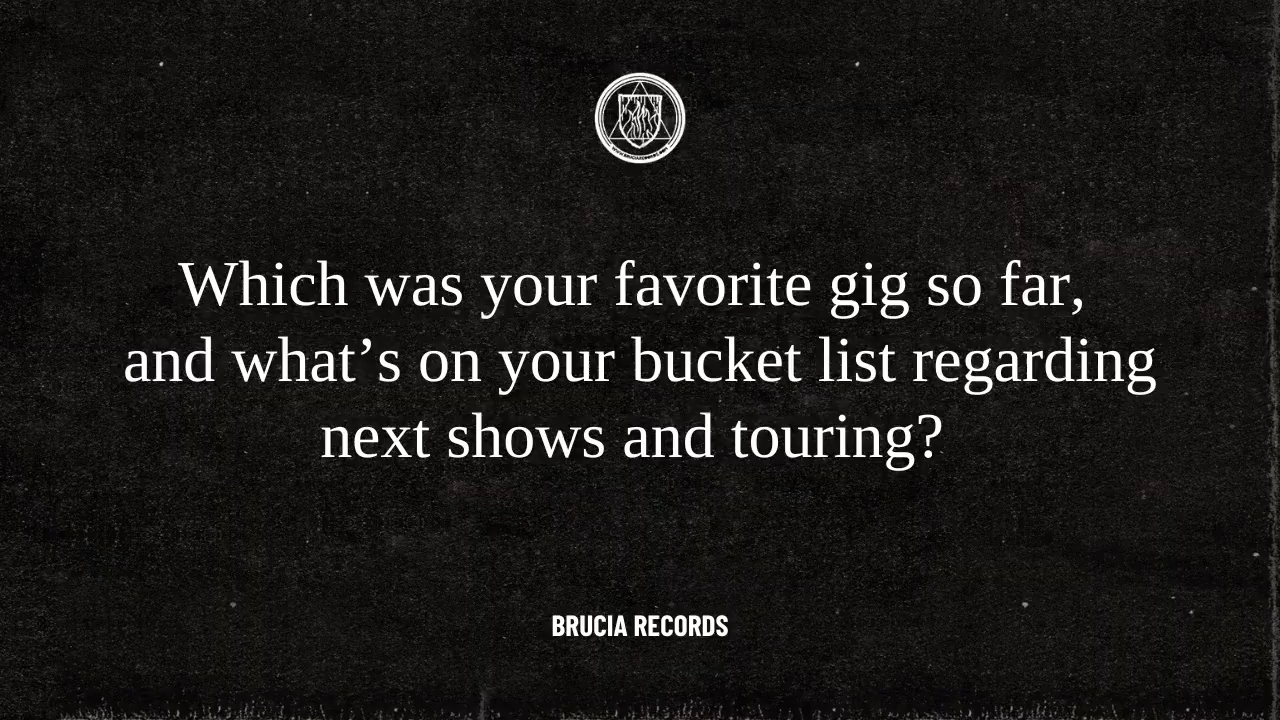 Which was your favorite gig so far,
and what’s on your bucket list regarding
next shows and touring?
BRUCIA RECORDS